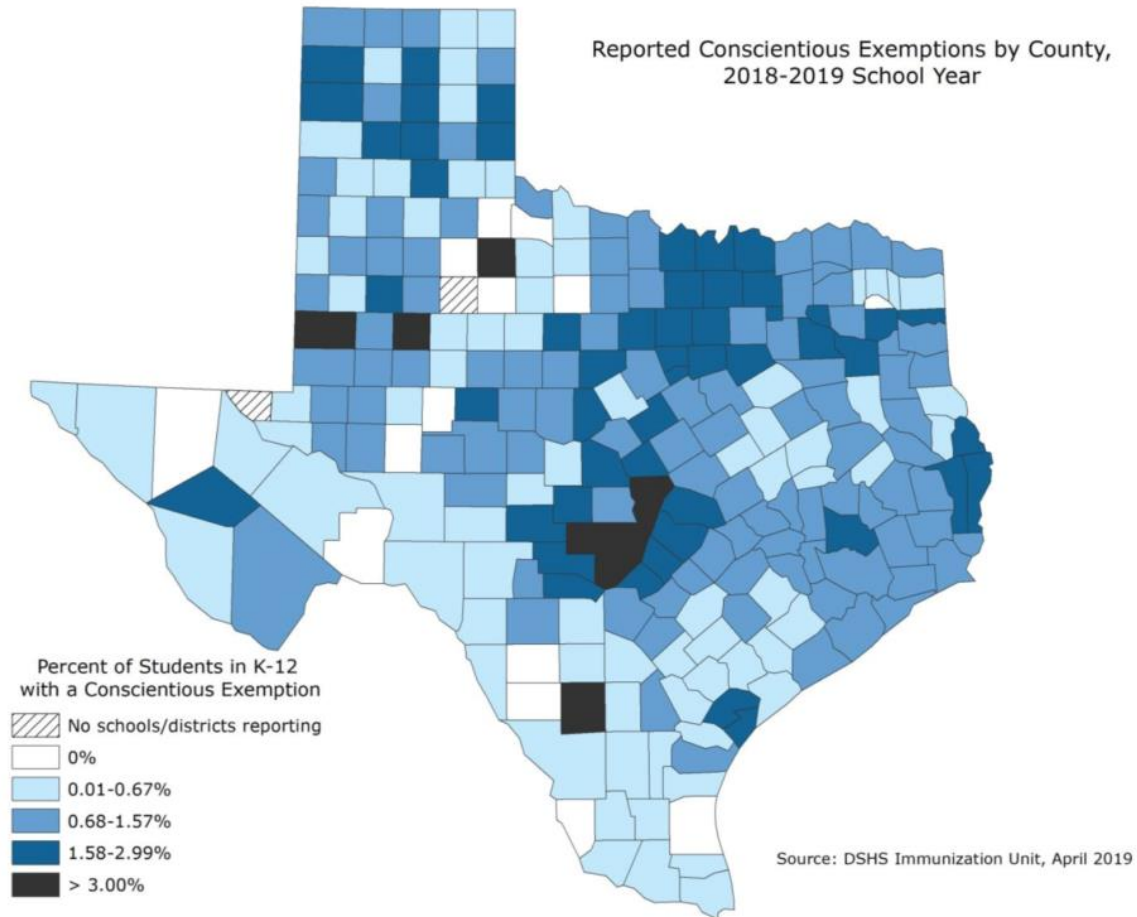 Reported Conscientious Exemptions by County,
2018-2019 School Year
Percent of Students in K-12
with a Conscientious Exemption
No schools/districts reporting
0%
0.01-0.67%
0.68-1.57%
1.58-2.99%
> 3.00%
Source: DSHS Immunization Unit, April 2019